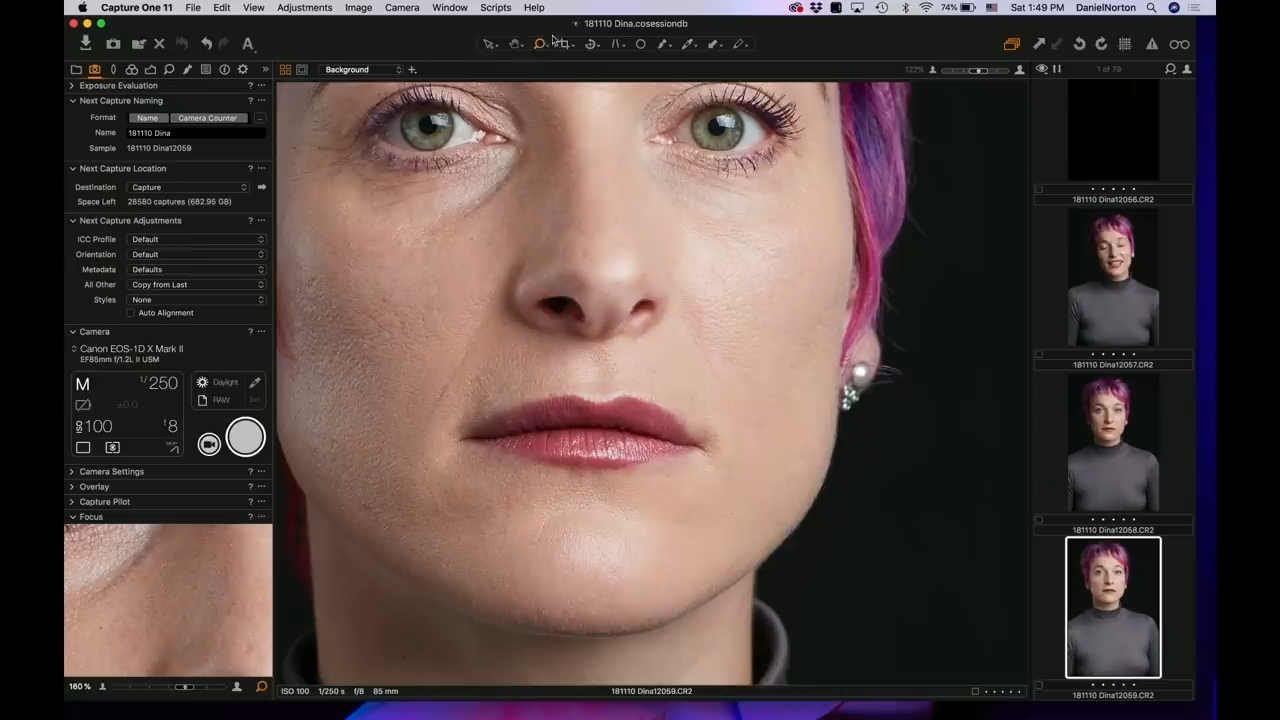 Capture One 11 File Edit View Adjustments Image Camera Window Scripts Help 74% Sat 1:49 PM DanielNorton
181110 Dina.cosessiondb
A
Background
122%
1 of 79
Exposure Evaluation ? ...
Next Capture Naming ? ...
Format Name Camera Counter ...
Name 181110 Dina
Sample 181110 Dina12059
Next Capture Location ? ...
Destination Capture
Space Left 28580 captures (682.95 GB)
Next Capture Adjustments ? ...
ICC Profile Default
Orientation Default
Metadata Defaults
All Other Copy from Last
Styles None
Auto Alignment
Camera ? ...
Canon EOS-1D X Mark II
EF85mm f/1.2L II USM
M 1/250 Daylight
±0.0
RAW Set
ISO 100 f8
Camera Settings ? ...
Overlay ? ...
Capture Pilot ? ...
Focus ? ...
160%
ISO 100 1/250 s f/8 85 mm 181110 Dina12059.CR2
181110 Dina12056.CR2
181110 Dina12057.CR2
181110 Dina12058.CR2
181110 Dina12059.CR2